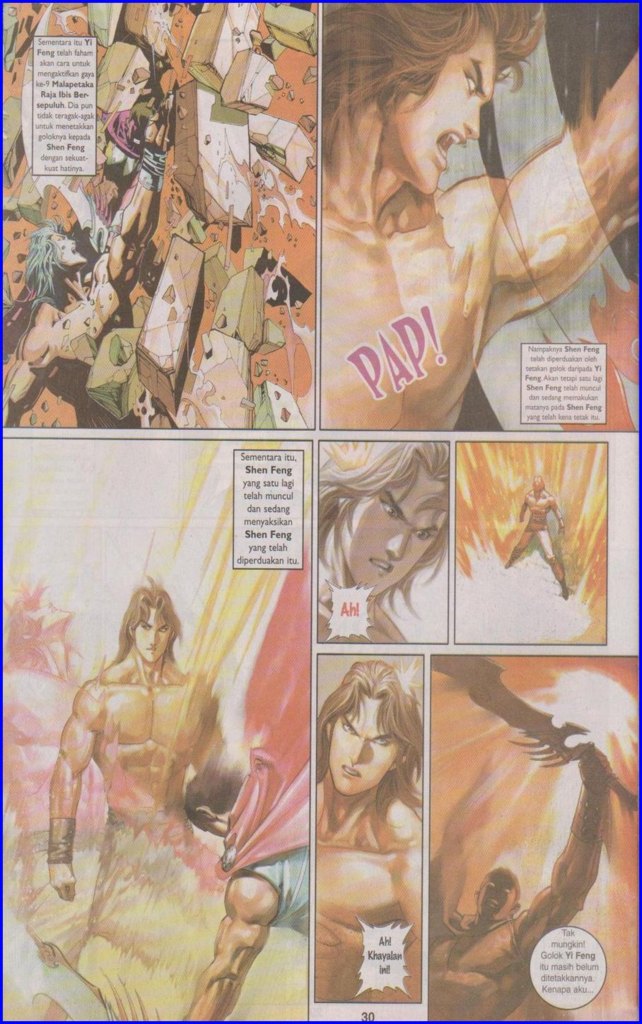 Sementara itu Yi
Feng telah faham
akan cara untuk
mengaktifkan gaya
ke-9 Malapetaka
Raja Ibis Ber-
sepuluh. Dia pun
tidak teragak-agak
untuk menetakkan
goloknya kepada
Shen Feng
dengan sekuat-
kuat hatinya.
PAP!
Nampaknya Shen Feng
telah diperduakan oleh
tetakan golok daripada Yi
Feng. Akan tetapi satu lagi
Shen Feng telah muncul
dan sedang memakukan
matanya pada Shen Feng
yang telah kena tetak itu.
Sementara itu,
Shen Feng
yang satu lagi
telah muncul
dan sedang
menyaksikan
Shen Feng
yang telah
diperduakan itu.
Ah!
Ah!
Khayalan
ini!
Tak
mungkin!
Golok Yi Feng
itu masih belum
ditetakkannya.
Kenapa aku...
30